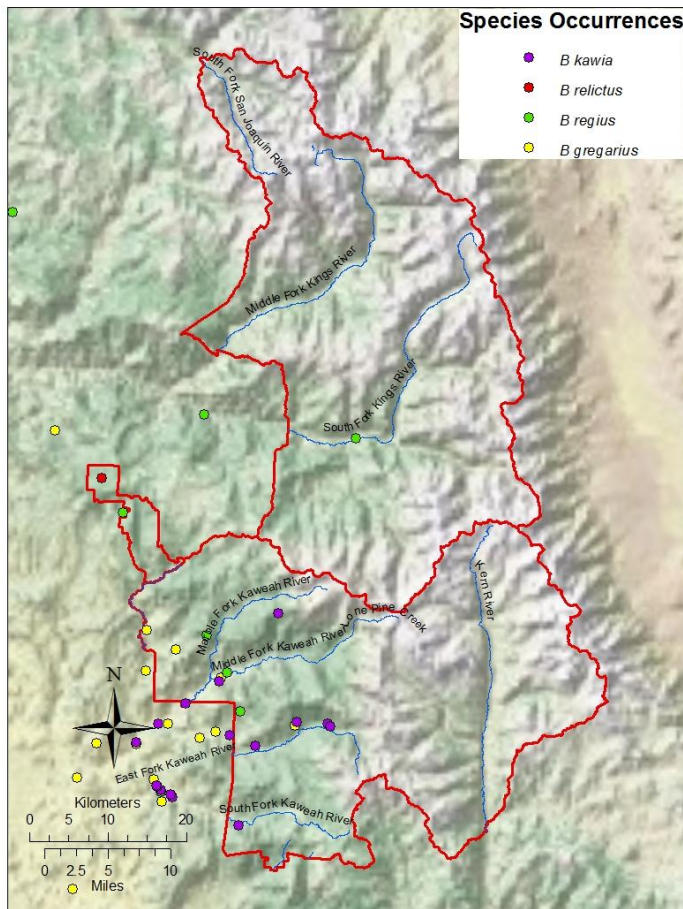 Species Occurrences
B kawia
B relictus
B regius
B gregarius
South Fork San Joaquin River
Middle Fork Kings River
South Fork Kings River
Kern River
Marble Fork Kaweah River
Lone Pine Creek
Middle Fork Kaweah River
N
East Fork Kaweah River
South Fork Kaweah River
Kilometers
0 5 10 20
0 2.5 5 10
Miles